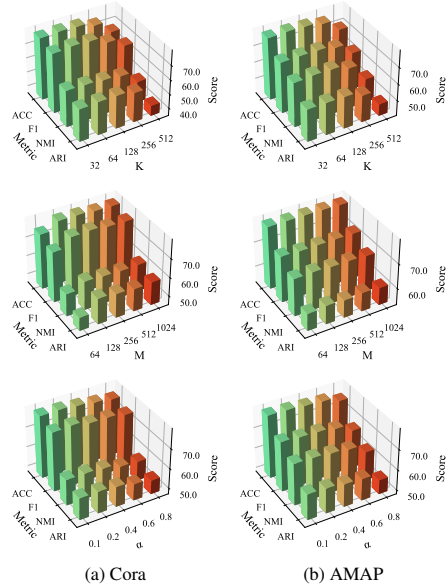 70.0
60.0
50.0
40.0
Score
ACC
F1
NMI
ARI
Metric
32
64
128
256
512
K
70.0
60.0
50.0
Score
ACC
F1
NMI
ARI
Metric
32
64
128
256
512
K
70.0
60.0
50.0
Score
ACC
F1
NMI
ARI
Metric
64
128
256
512
1024
M
70.0
60.0
Score
ACC
F1
NMI
ARI
Metric
64
128
256
512
1024
M
70.0
60.0
50.0
Score
ACC
F1
NMI
ARI
Metric
0.1
0.2
0.4
0.6
0.8
α
70.0
60.0
50.0
Score
ACC
F1
NMI
ARI
Metric
0.1
0.2
0.4
0.6
0.8
α
(a) Cora
(b) AMAP